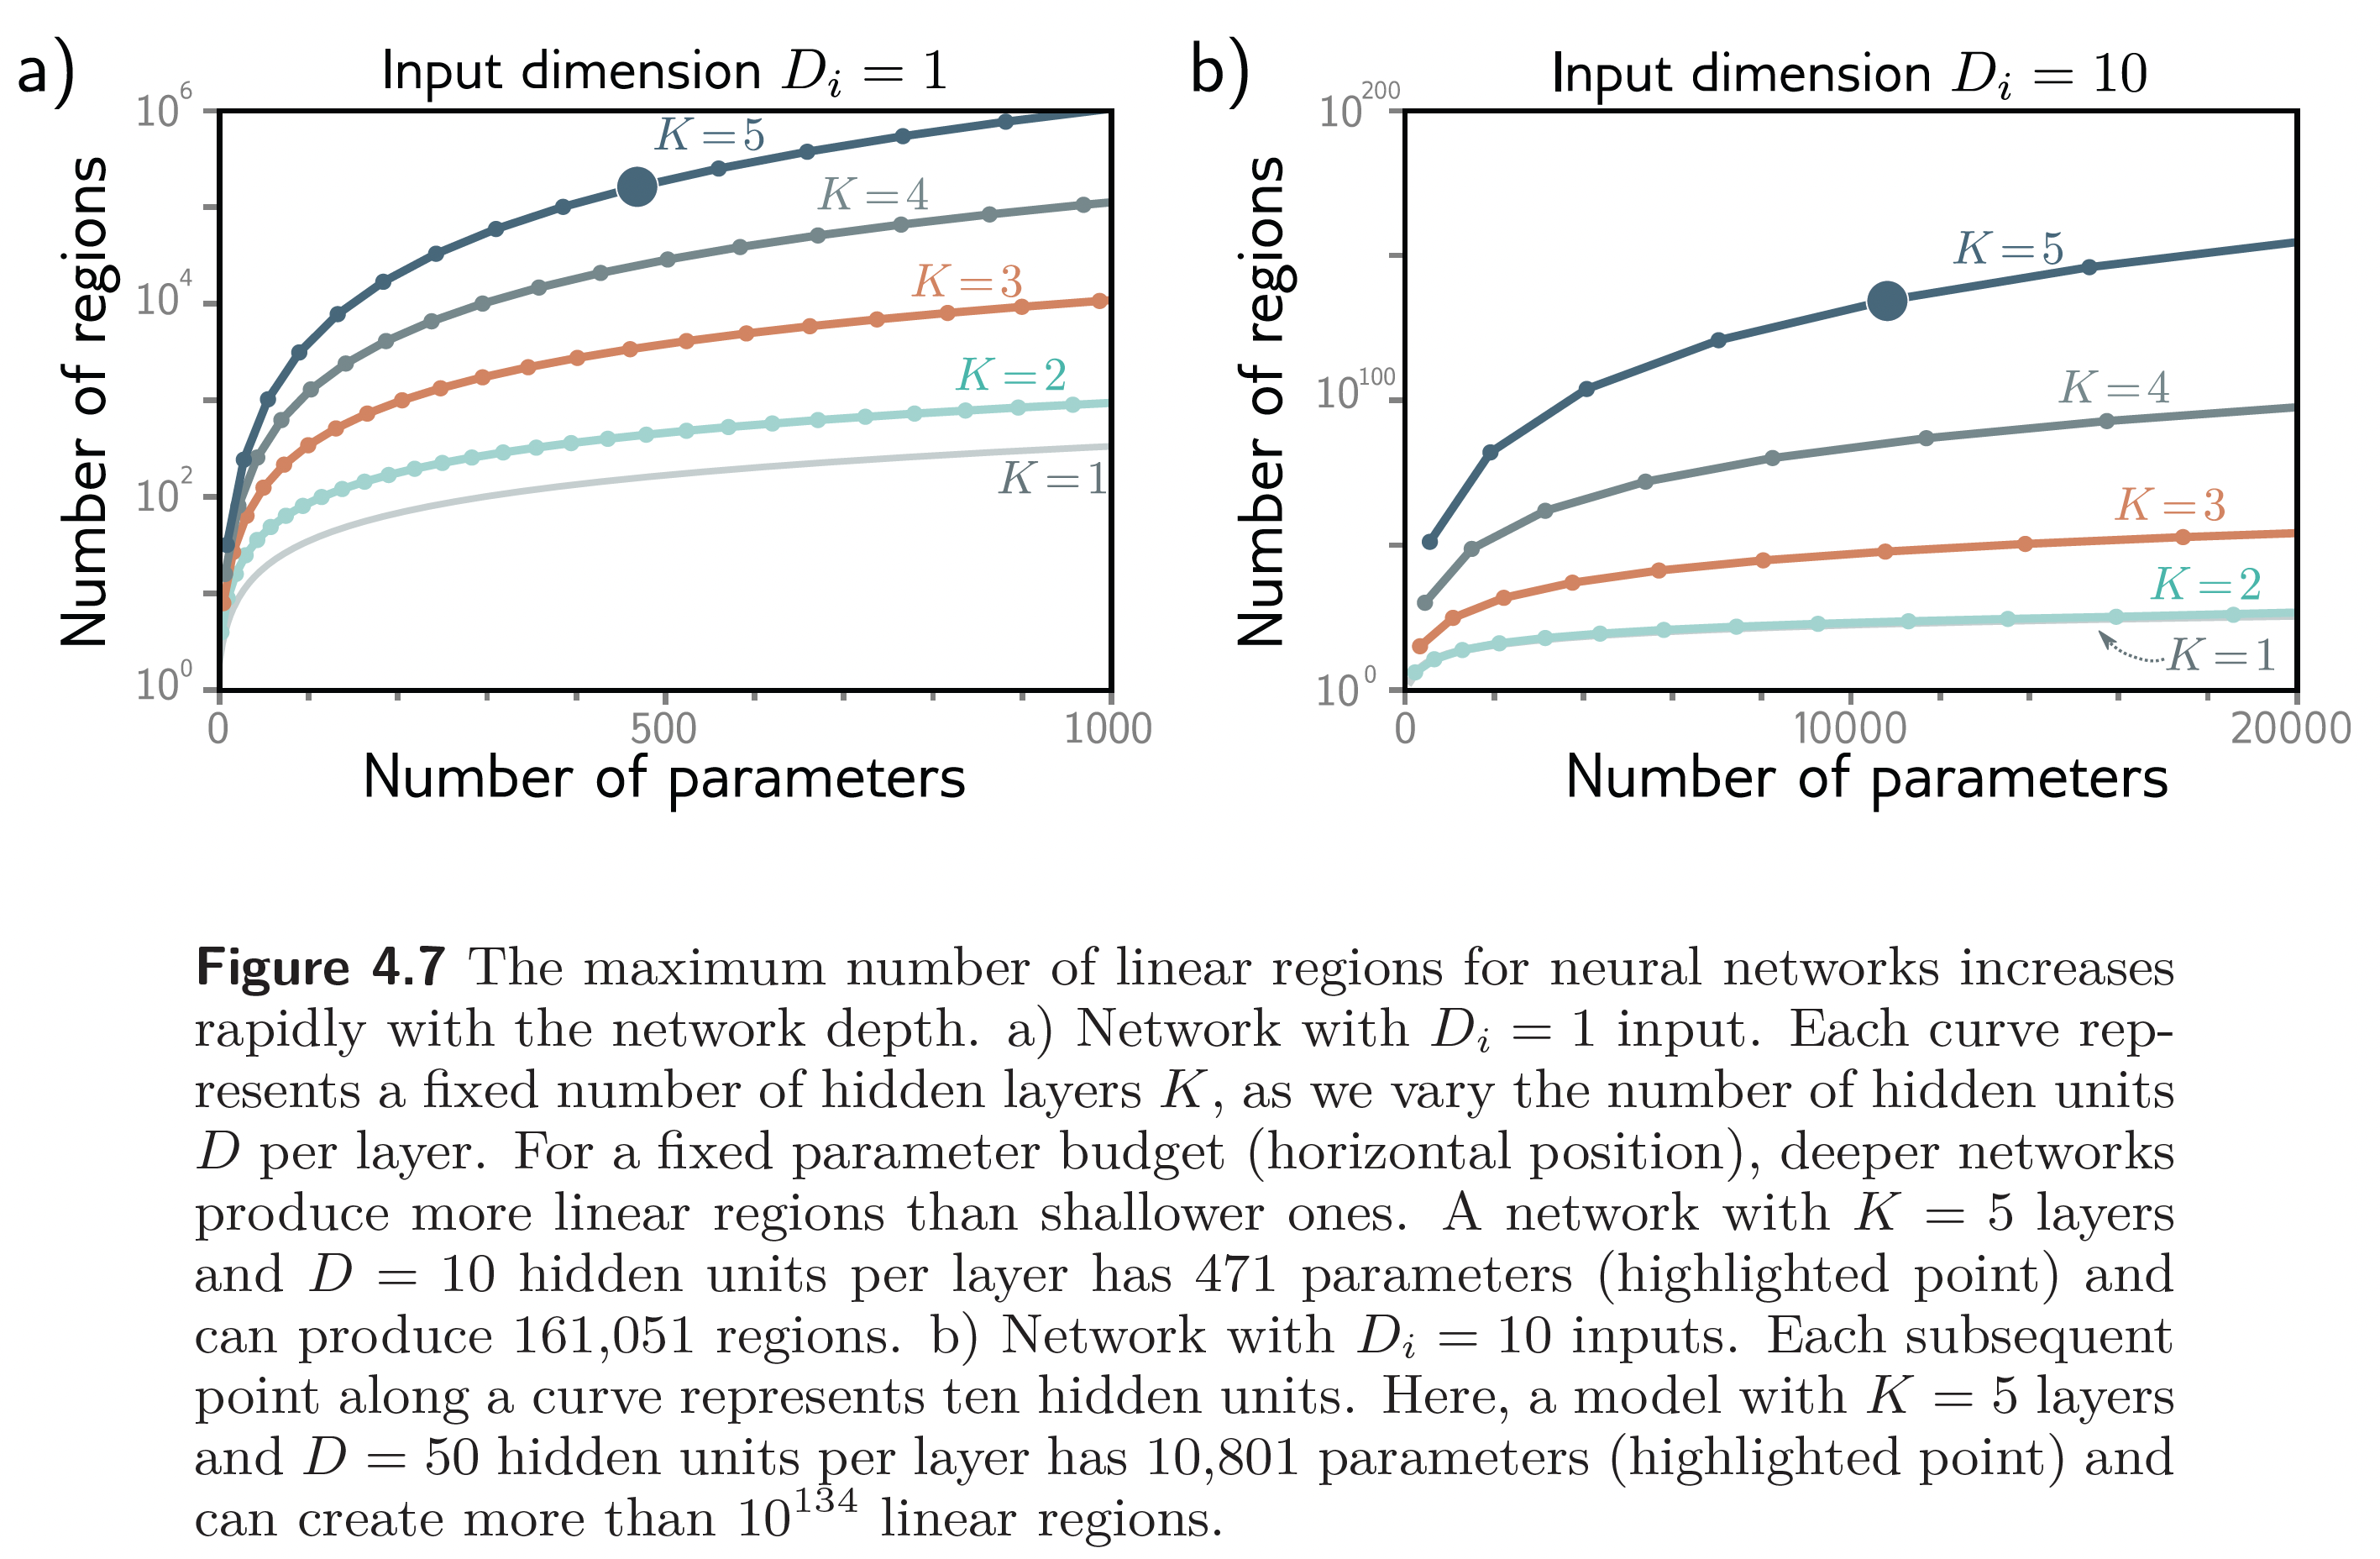 a) Input dimension D_i = 1
10^6
10^4
10^2
10^0
Number of regions
K=5
K=4
K=3
K=2
K=1
0 500 1000
Number of parameters
b) Input dimension D_i = 10
10^200
10^100
10^0
Number of regions
K=5
K=4
K=3
K=2
K=1
0 10000 20000
Number of parameters
Figure 4.7 The maximum number of linear regions for neural networks increases
rapidly with the network depth. a) Network with D_i = 1 input. Each curve rep-
resents a fixed number of hidden layers K, as we vary the number of hidden units
D per layer. For a fixed parameter budget (horizontal position), deeper networks
produce more linear regions than shallower ones. A network with K = 5 layers
and D = 10 hidden units per layer has 471 parameters (highlighted point) and
can produce 161,051 regions. b) Network with D_i = 10 inputs. Each subsequent
point along a curve represents ten hidden units. Here, a model with K = 5 layers
and D = 50 hidden units per layer has 10,801 parameters (highlighted point) and
can create more than 10^134 linear regions.